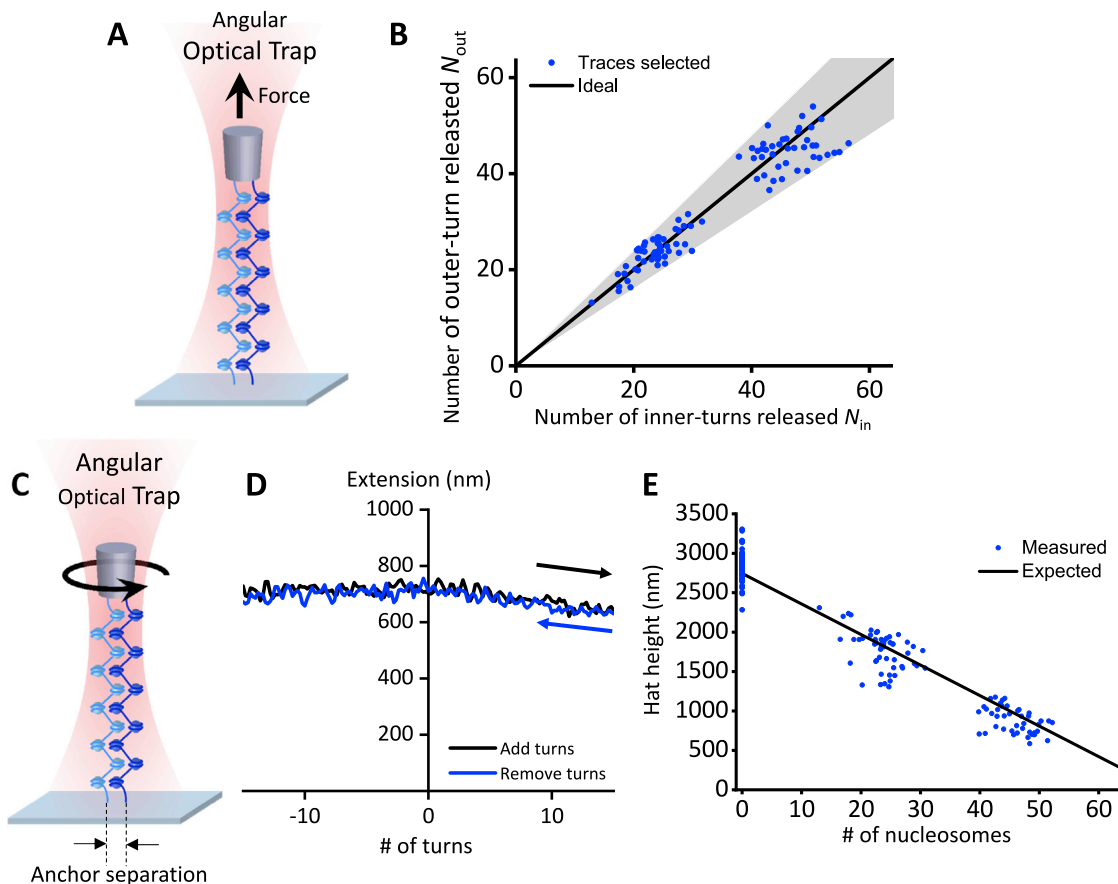 A
Angular
Optical Trap
Force
B
Traces selected
Ideal
Number of outer-turn releasted Nout
60
40
20
0
0 20 40 60
Number of inner-turns released Nin
C
Angular
Optical Trap
Anchor separation
D
Extension (nm)
1000
800
600
400
200
Add turns
Remove turns
-10 0 10
# of turns
E
Hat height (nm)
3500
3000
2500
2000
1500
1000
500
0
Measured
Expected
0 10 20 30 40 50 60
# of nucleosomes